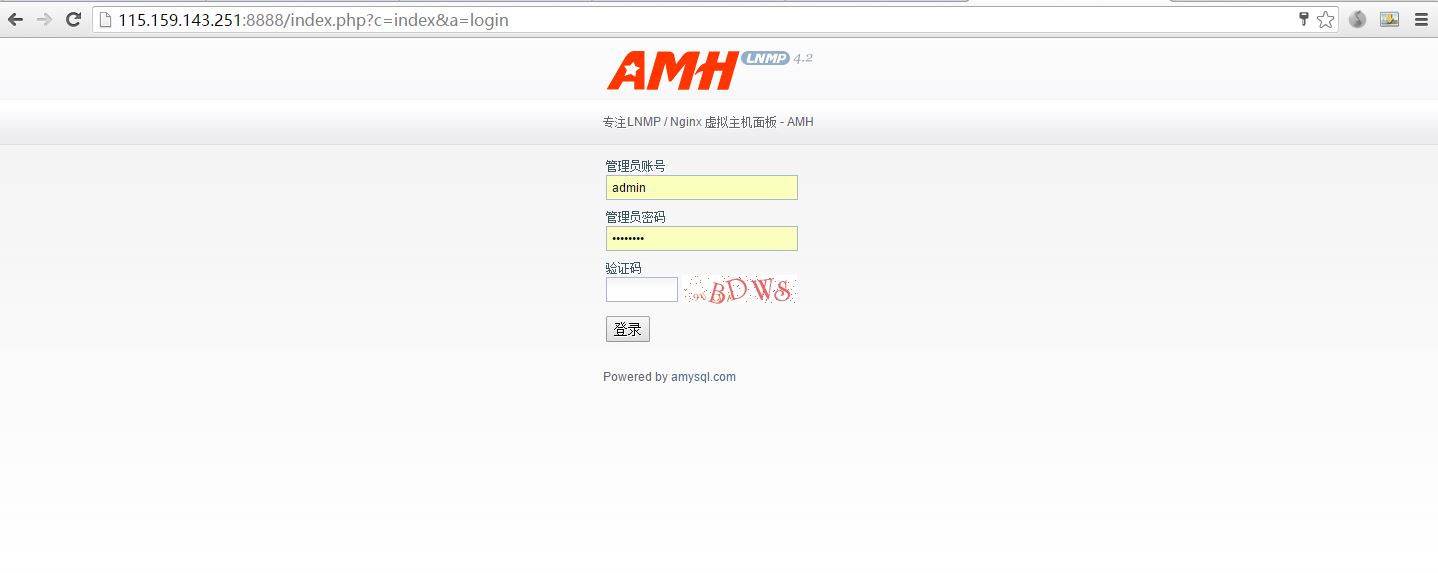 115.159.143.251:8888/index.php?c=index&a=login
AMH LNMP 4.2
专注LNMP / Nginx 虚拟主机面板 - AMH
管理员账号
admin
管理员密码
••••••••
验证码
BDWS
登录
Powered by amysql.com